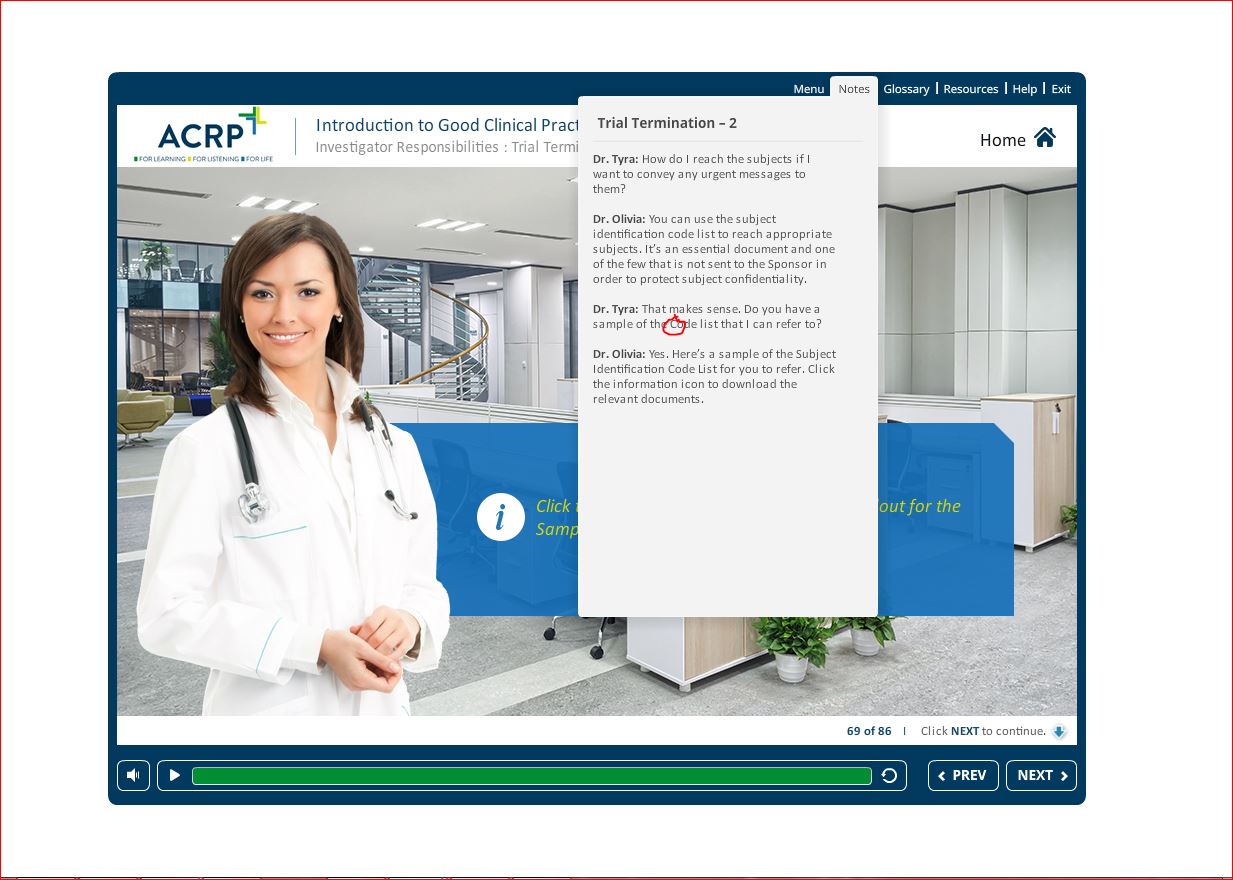 Menu
Notes
Glossary
Resources
Help
Exit
ACRP
FOR LEARNING FOR LISTENING FOR LIFE
Introduction to Good Clinical Pract
Investigator Responsibilities : Trial Termi
Home
Trial Termination – 2
Dr. Tyra: How do I reach the subjects if I
want to convey any urgent messages to
them?
Dr. Olivia: You can use the subject
identification code list to reach appropriate
subjects. It's an essential document and one
of the few that is not sent to the Sponsor in
order to protect subject confidentiality.
Dr. Tyra: That makes sense. Do you have a
sample of the Code list that I can refer to?
Dr. Olivia: Yes. Here's a sample of the Subject
Identification Code List for you to refer. Click
the information icon to download the
relevant documents.
i
Click t
out for the
Samp
69 of 86 | Click NEXT to continue.
PREV
NEXT